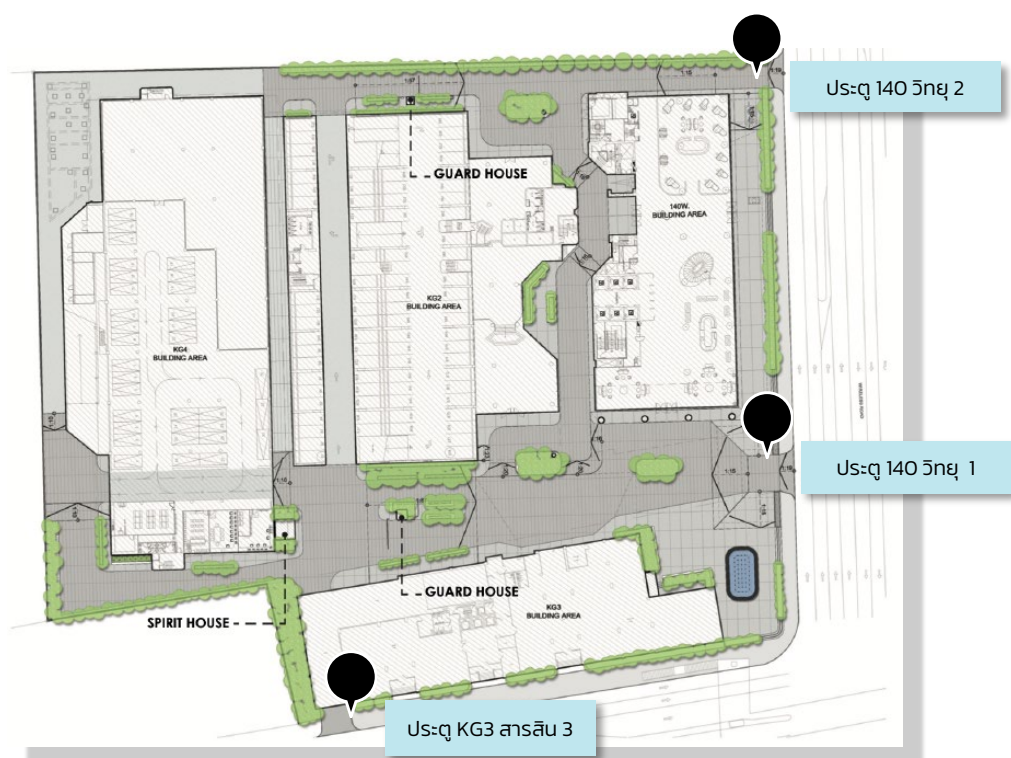 ประตู 140 วิทยุ 2
GUARD HOUSE
140W.
BUILDING AREA
KG2
BUILDING AREA
KG4
BUILDING AREA
ประตู 140 วิทยุ 1
GUARD HOUSE
KG3
BUILDING AREA
SPIRIT HOUSE
ประตู KG3 สารสิน 3